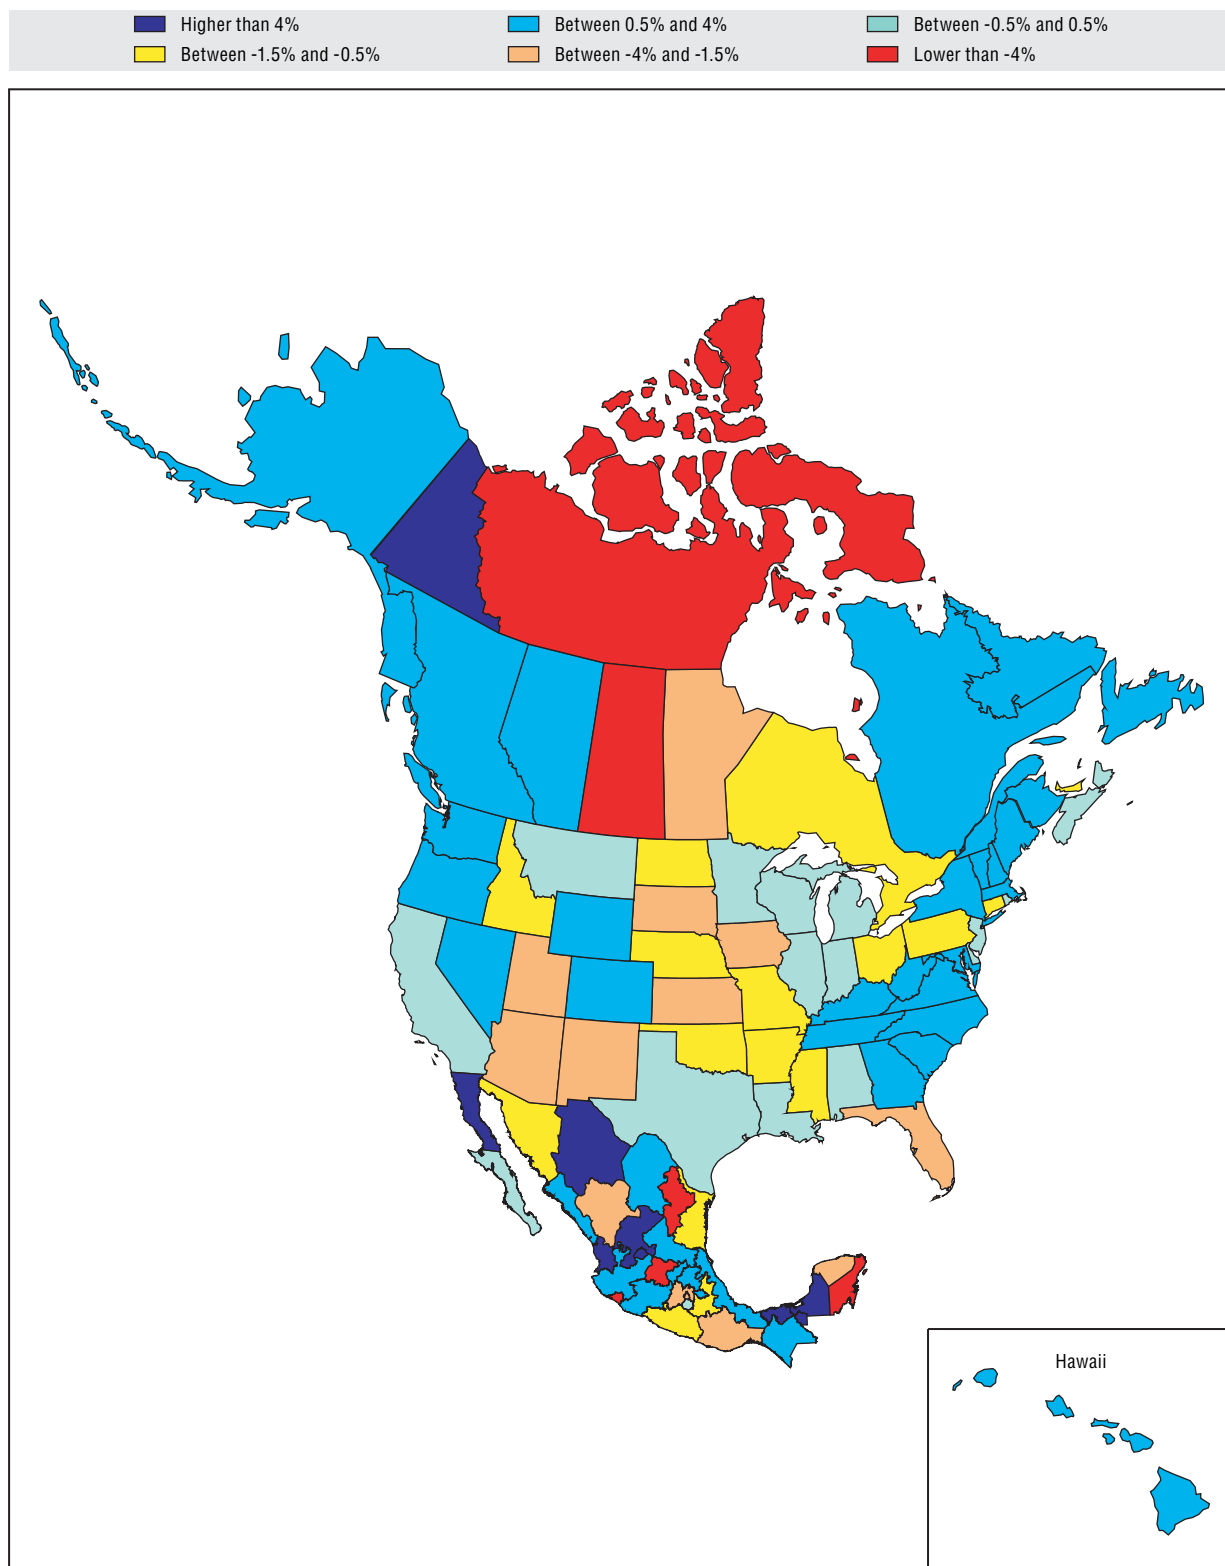 Higher than 4% Between 0.5% and 4% Between -0.5% and 0.5%
Between -1.5% and -0.5% Between -4% and -1.5% Lower than -4%
Hawaii